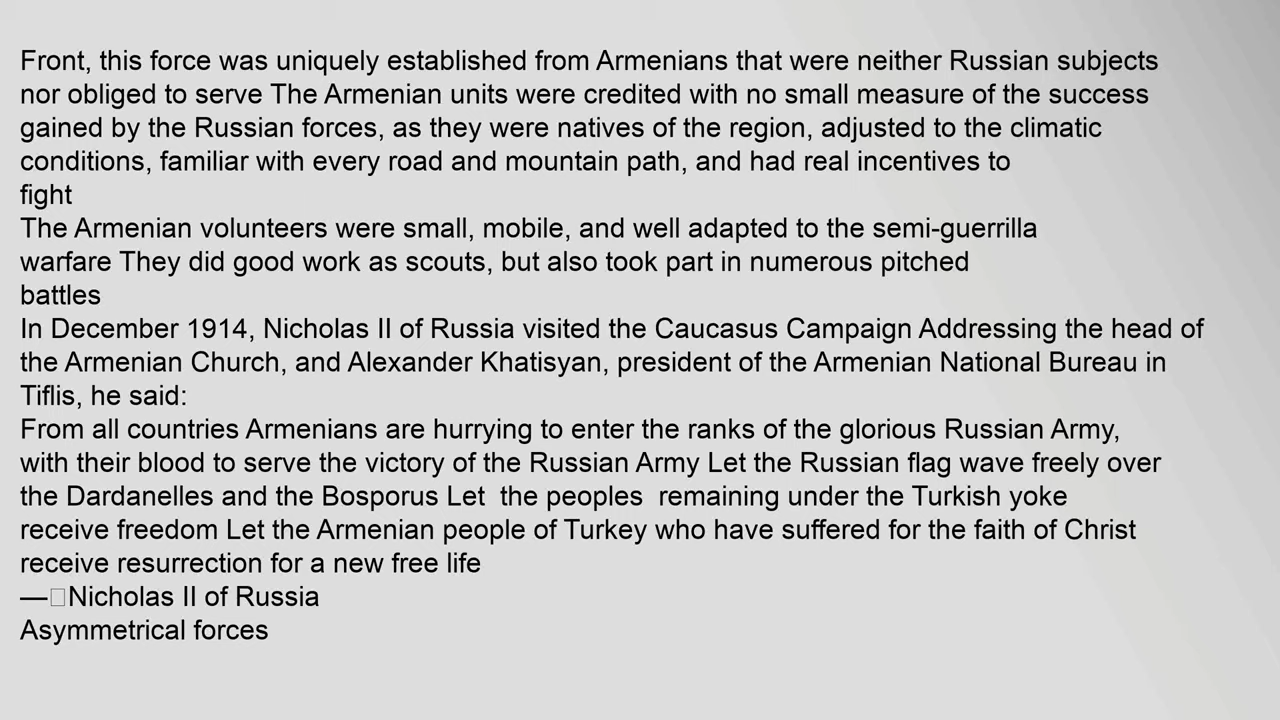 Front, this force was uniquely established from Armenians that were neither Russian subjects
nor obliged to serve The Armenian units were credited with no small measure of the success
gained by the Russian forces, as they were natives of the region, adjusted to the climatic
conditions, familiar with every road and mountain path, and had real incentives to
fight
The Armenian volunteers were small, mobile, and well adapted to the semi-guerrilla
warfare They did good work as scouts, but also took part in numerous pitched
battles
In December 1914, Nicholas II of Russia visited the Caucasus Campaign Addressing the head of
the Armenian Church, and Alexander Khatisyan, president of the Armenian National Bureau in
Tiflis, he said:
From all countries Armenians are hurrying to enter the ranks of the glorious Russian Army,
with their blood to serve the victory of the Russian Army Let the Russian flag wave freely over
the Dardanelles and the Bosporus Let  the peoples  remaining under the Turkish yoke
receive freedom Let the Armenian people of Turkey who have suffered for the faith of Christ
receive resurrection for a new free life
—□Nicholas II of Russia
Asymmetrical forces